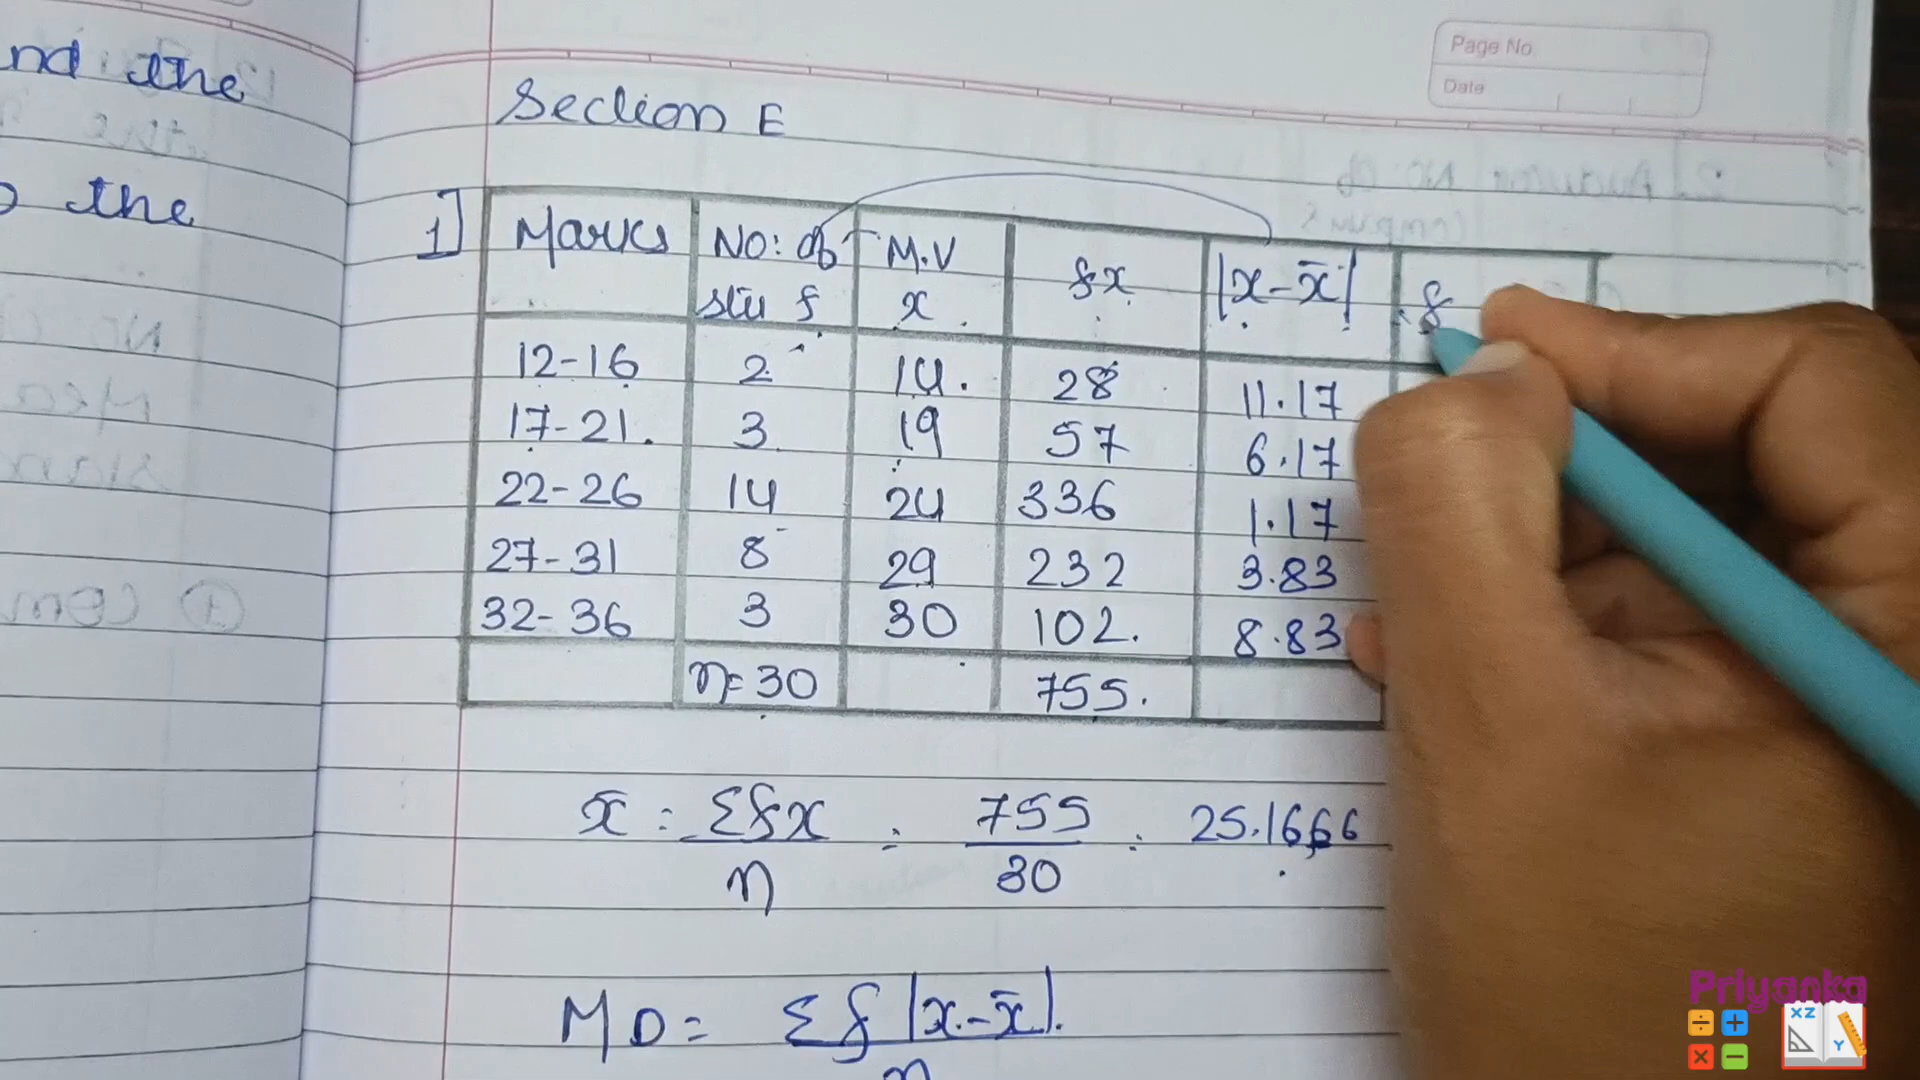 nd the
the
Page No.
Date
Section E
1] Marks No: of stu f M.V x fx |x-x̄| f
12-16 2 14. 28 11.17
17-21. 3 19 57 6.17
22-26 14 24 336 1.17
27-31 8 29 232 3.83
32-36 3 30 102. 8.83
n=30 755.
x̄ = Σfx / n = 755 / 30 = 25.1666
MD = Σf|x-x̄|. / n
Priyanka
XZ
Y